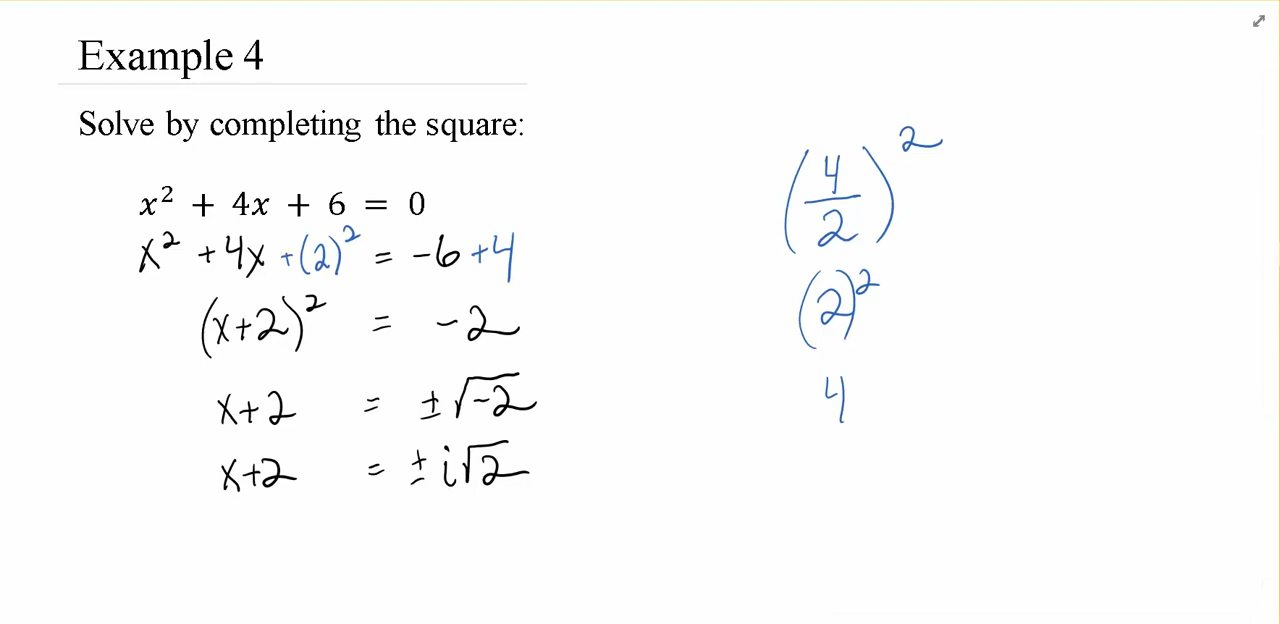 Example 4
Solve by completing the square:
x² + 4x + 6 = 0
x² + 4x + (2)² = -6 + 4
(x+2)² = -2
x+2 = ±√-2
x+2 = ±i√2
(4/2)²
(2)²
4